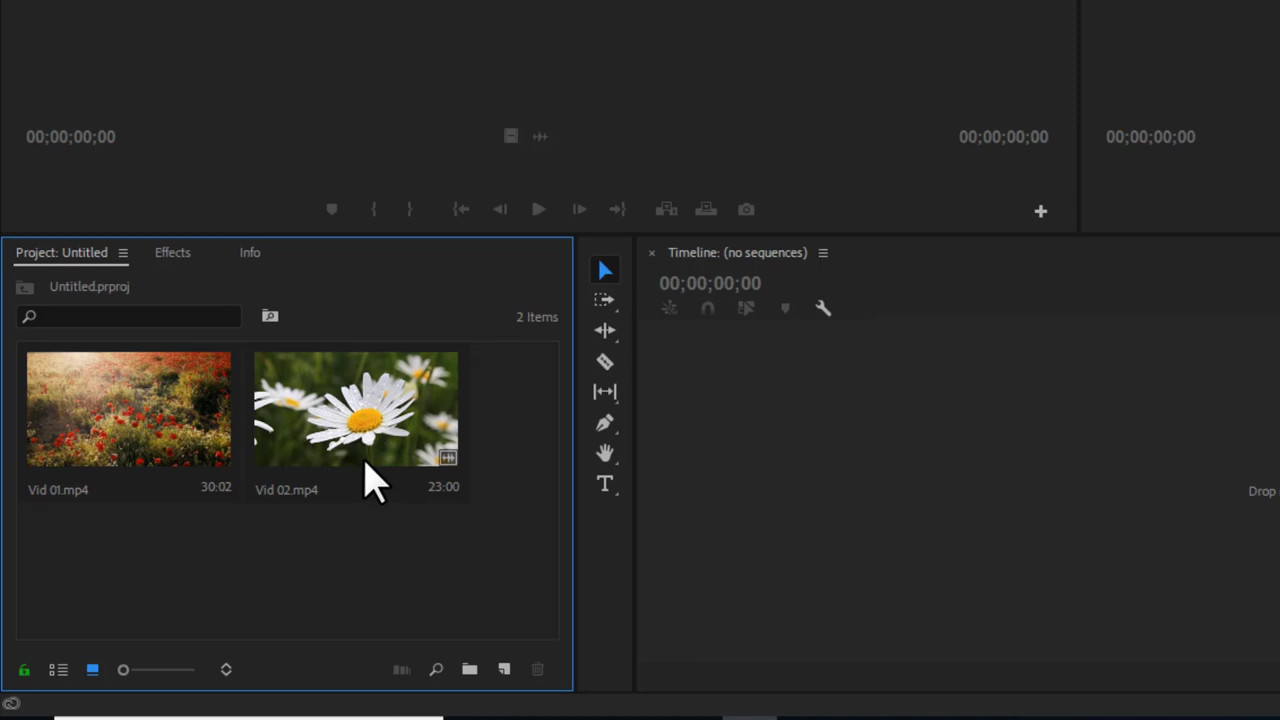 00;00;00;00
00;00;00;00
00;00;00;00
Project: Untitled
Effects
Info
Untitled.prproj
2 Items
Vid 01.mp4
30:02
Vid 02.mp4
23:00
Timeline: (no sequences)
00;00;00;00
Drop